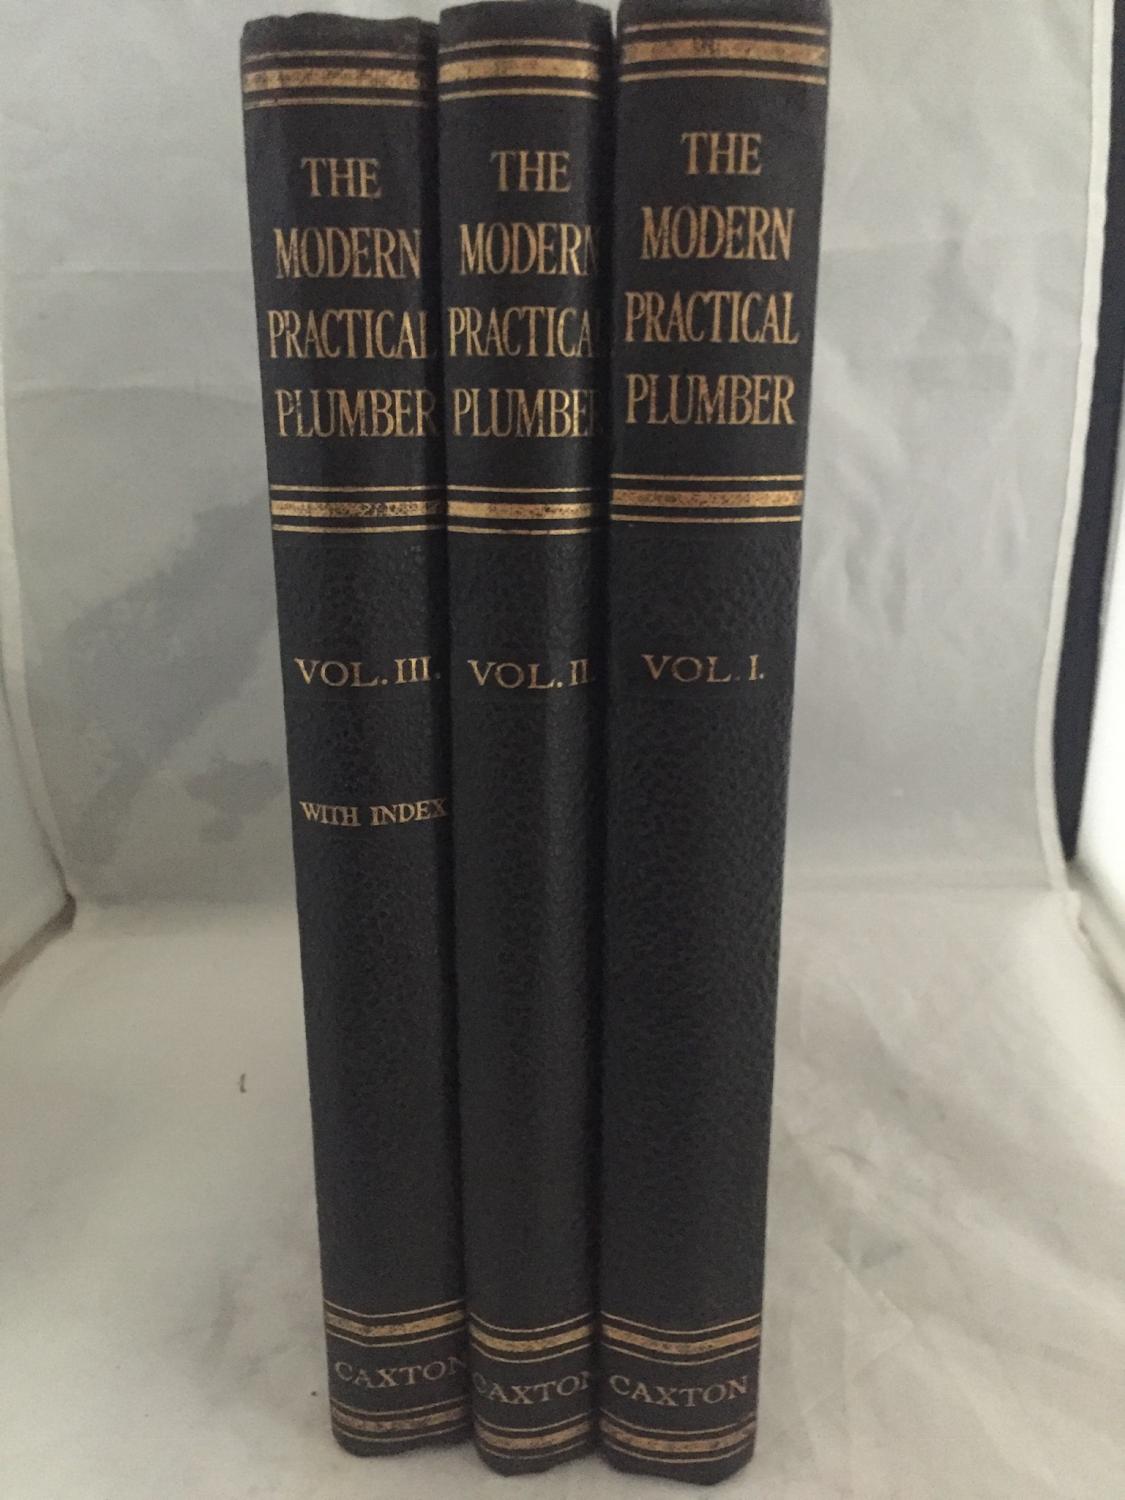 THE
MODERN
PRACTICAL
PLUMBER
VOL. III.
WITH INDEX
CAXTON
THE
MODERN
PRACTICAL
PLUMBER
VOL. II.
CAXTON
THE
MODERN
PRACTICAL
PLUMBER
VOL. I.
CAXTON